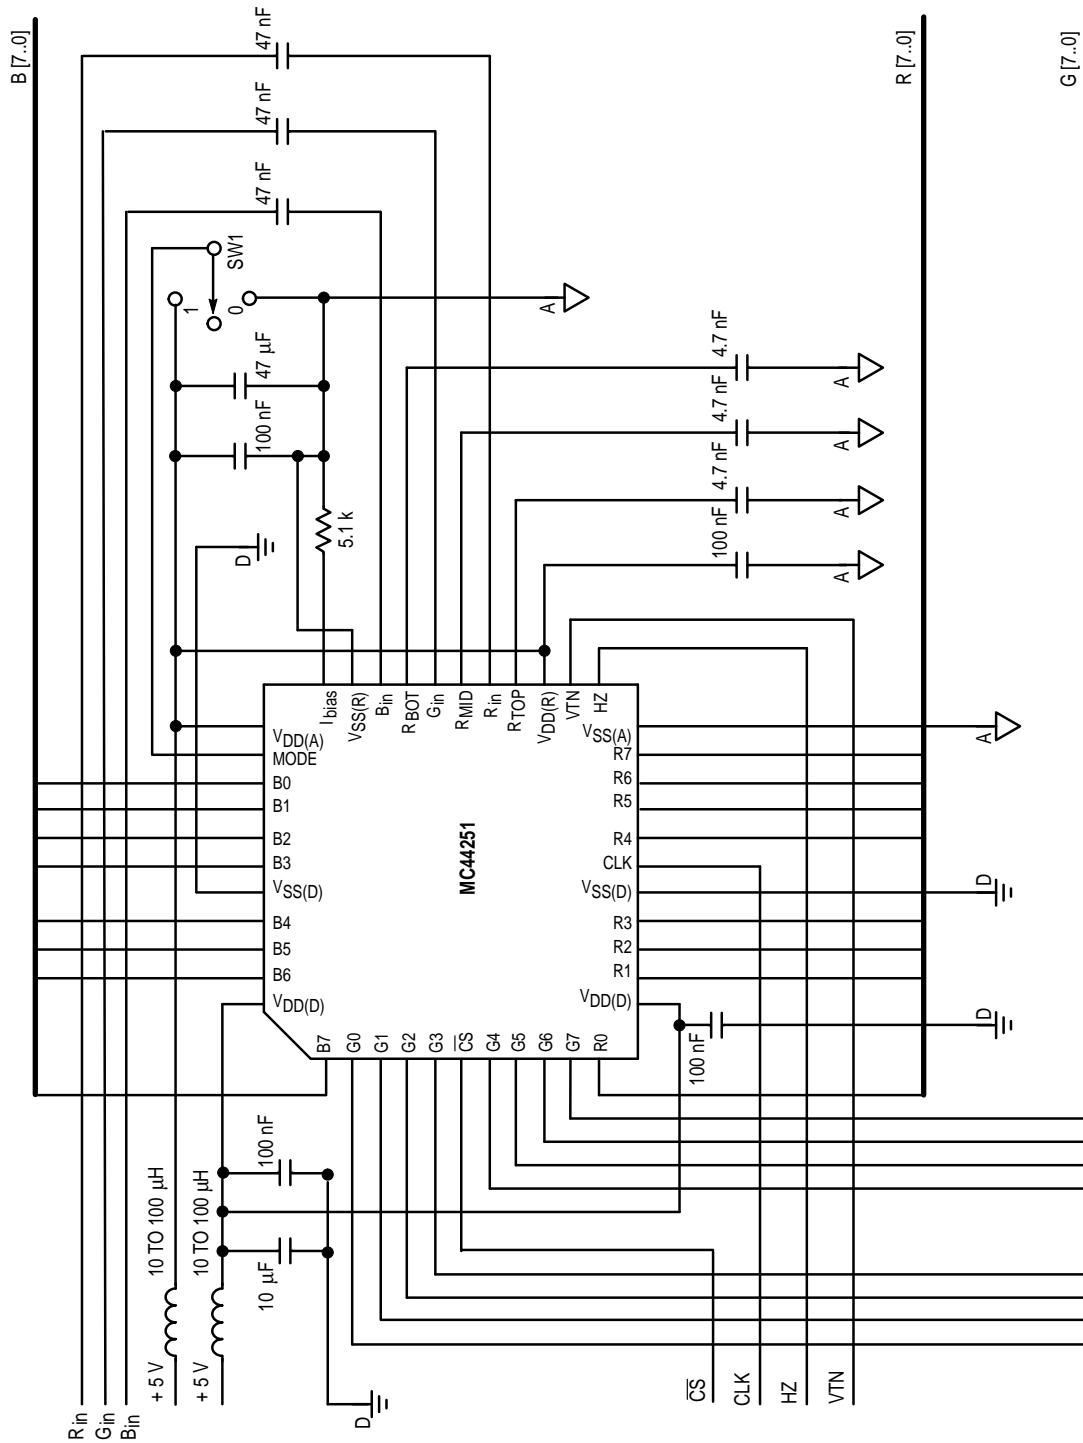 B [7..0]
R [7..0]
G [7..0]
47 nF
47 nF
47 nF
SW1
1
0
47 µF
100 nF
5.1 k
D
A
4.7 nF
4.7 nF
4.7 nF
100 nF
A
A
A
A
Ibias
VSS(R)
Bin
RBOT
Gin
RMID
Rin
RTOP
VDD(R)
VTN
HZ
VDD(A)
MODE
B0
B1
B2
B3
VSS(D)
B4
B5
B6
VDD(D)
MC44251
VSS(A)
R7
R6
R5
R4
CLK
VSS(D)
R3
R2
R1
VDD(D)
B7
G0
G1
G2
G3
CS
G4
G5
G6
G7
R0
A
D
D
100 nF
100 nF
10 µF
10 TO 100 µH
10 TO 100 µH
+ 5 V
+ 5 V
D
Rin
Gin
Bin
CS
CLK
HZ
VTN